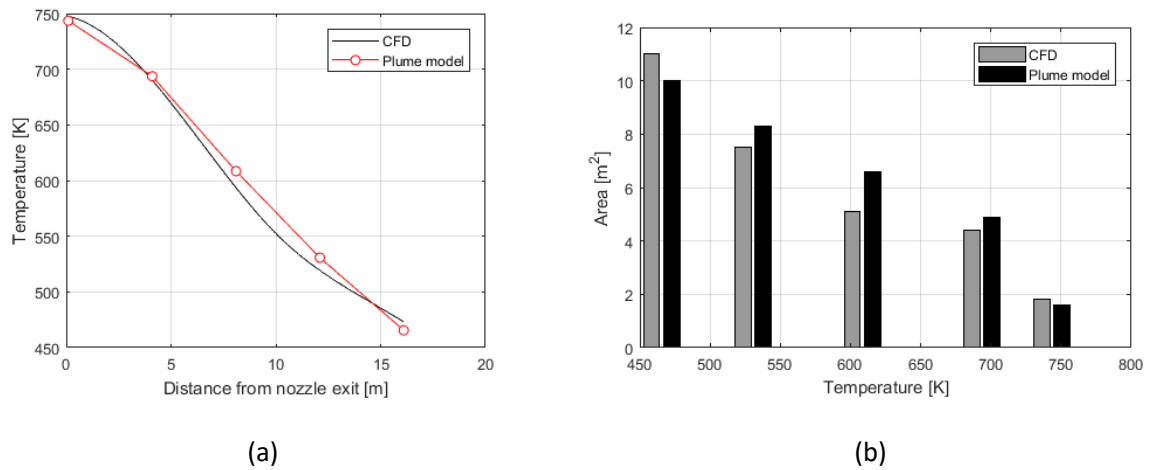 750
700
650
600
550
500
450
Temperature [K]
0
5
10
15
20
Distance from nozzle exit [m]
CFD
Plume model
(a)
12
10
8
6
4
2
0
Area [m²]
450
500
550
600
650
700
750
800
Temperature [K]
CFD
Plume model
(b)